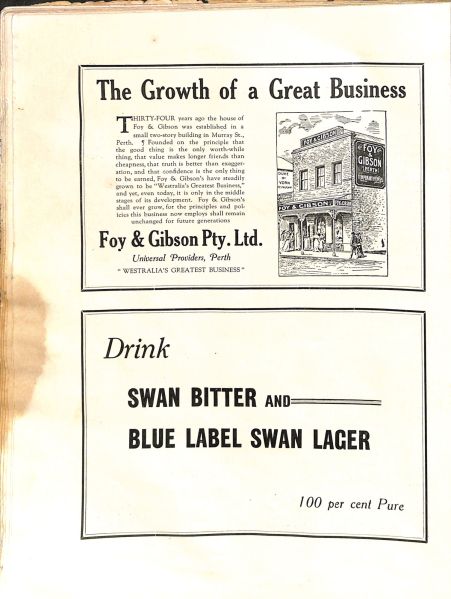 The Growth of a Great Business
THIRTY-FOUR years ago the house of
Foy & Gibson was established in a
small two-story building in Murray St.,
Perth. ¶ Founded on the principle that
the good thing is the only worth-while
thing, that value makes longer friends than
cheapness, that truth is better than exagger-
ation, and that confidence is the only thing
to be earned, Foy & Gibson's have steadily
grown to be "Westralia's Greatest Business,"
and yet, even today, it is only in the middle
stages of its development. Foy & Gibson's
shall ever grow, for the principles and pol-
icies this business now employs shall remain
unchanged for future generations
Foy & Gibson Pty. Ltd.
Universal Providers, Perth
"WESTRALIA'S GREATEST BUSINESS"
FOY & GIBSON
FOY
&
GIBSON
PERTH
DUKE
OF
YORK
FOY & GIBSON
Drink
SWAN BITTER AND
BLUE LABEL SWAN LAGER
100 per cent Pure